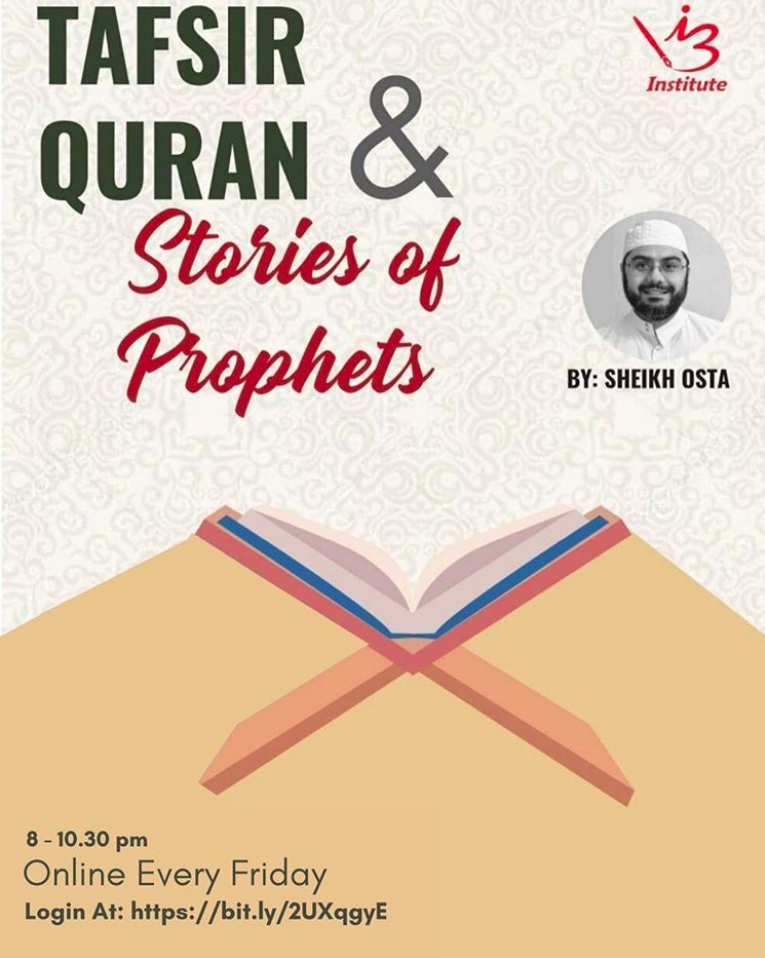 TAFSIR
QURAN &
Stories of
Prophets
i3
Institute
BY: SHEIKH OSTA
8 - 10.30 pm
Online Every Friday
Login At: https://bit.ly/2UXqgyE